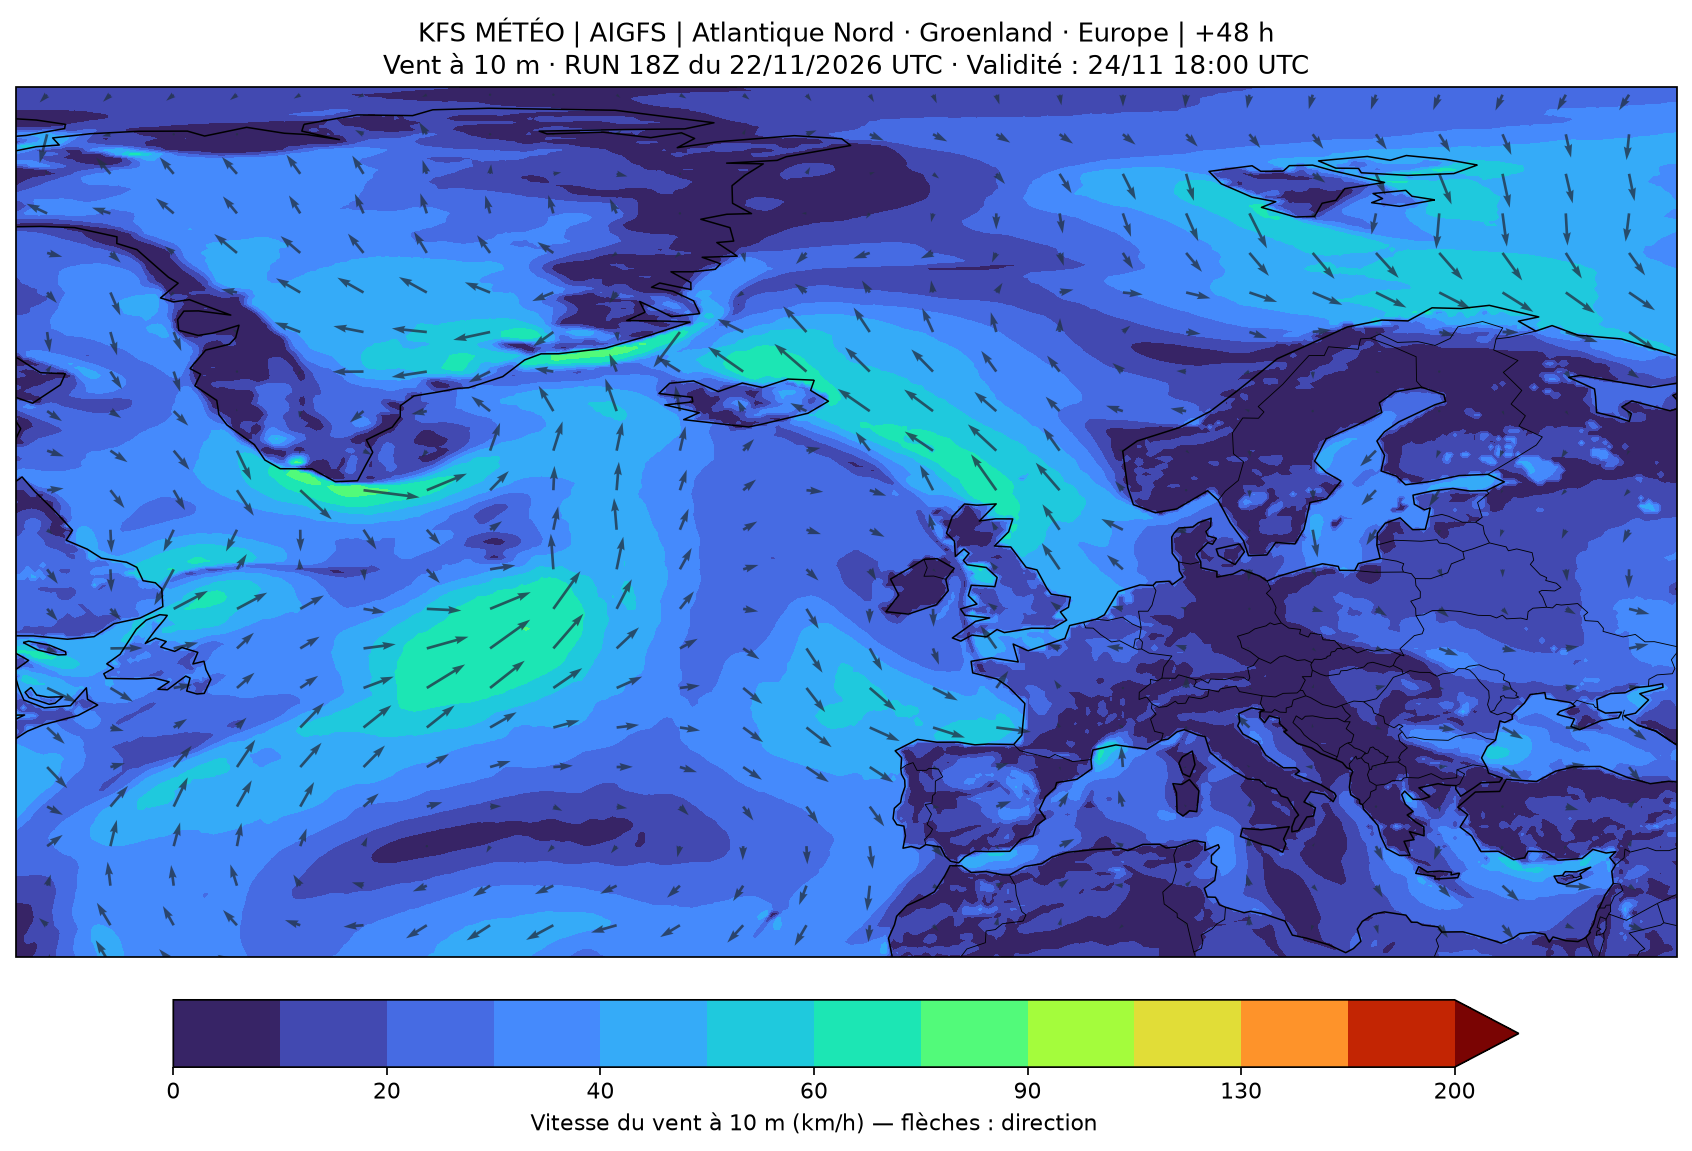 KFS MÉTÉO | AIGFS | Atlantique Nord · Groenland · Europe | +48 h
Vent à 10 m · RUN 18Z du 22/11/2026 UTC · Validité : 24/11 18:00 UTC
0 20 40 60 90 130 200
Vitesse du vent à 10 m (km/h) — flèches : direction